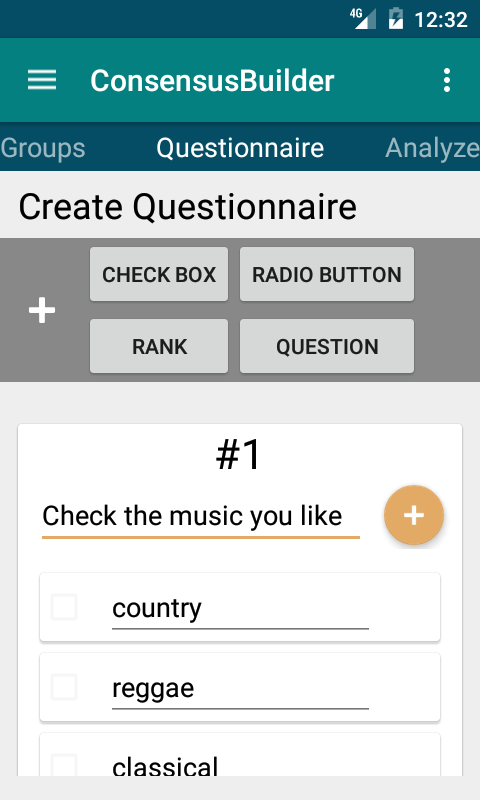 4G 12:32
ConsensusBuilder
Groups Questionnaire Analyze
Create Questionnaire
CHECK BOX RADIO BUTTON
RANK QUESTION
#1
Check the music you like
country
reggae
classical